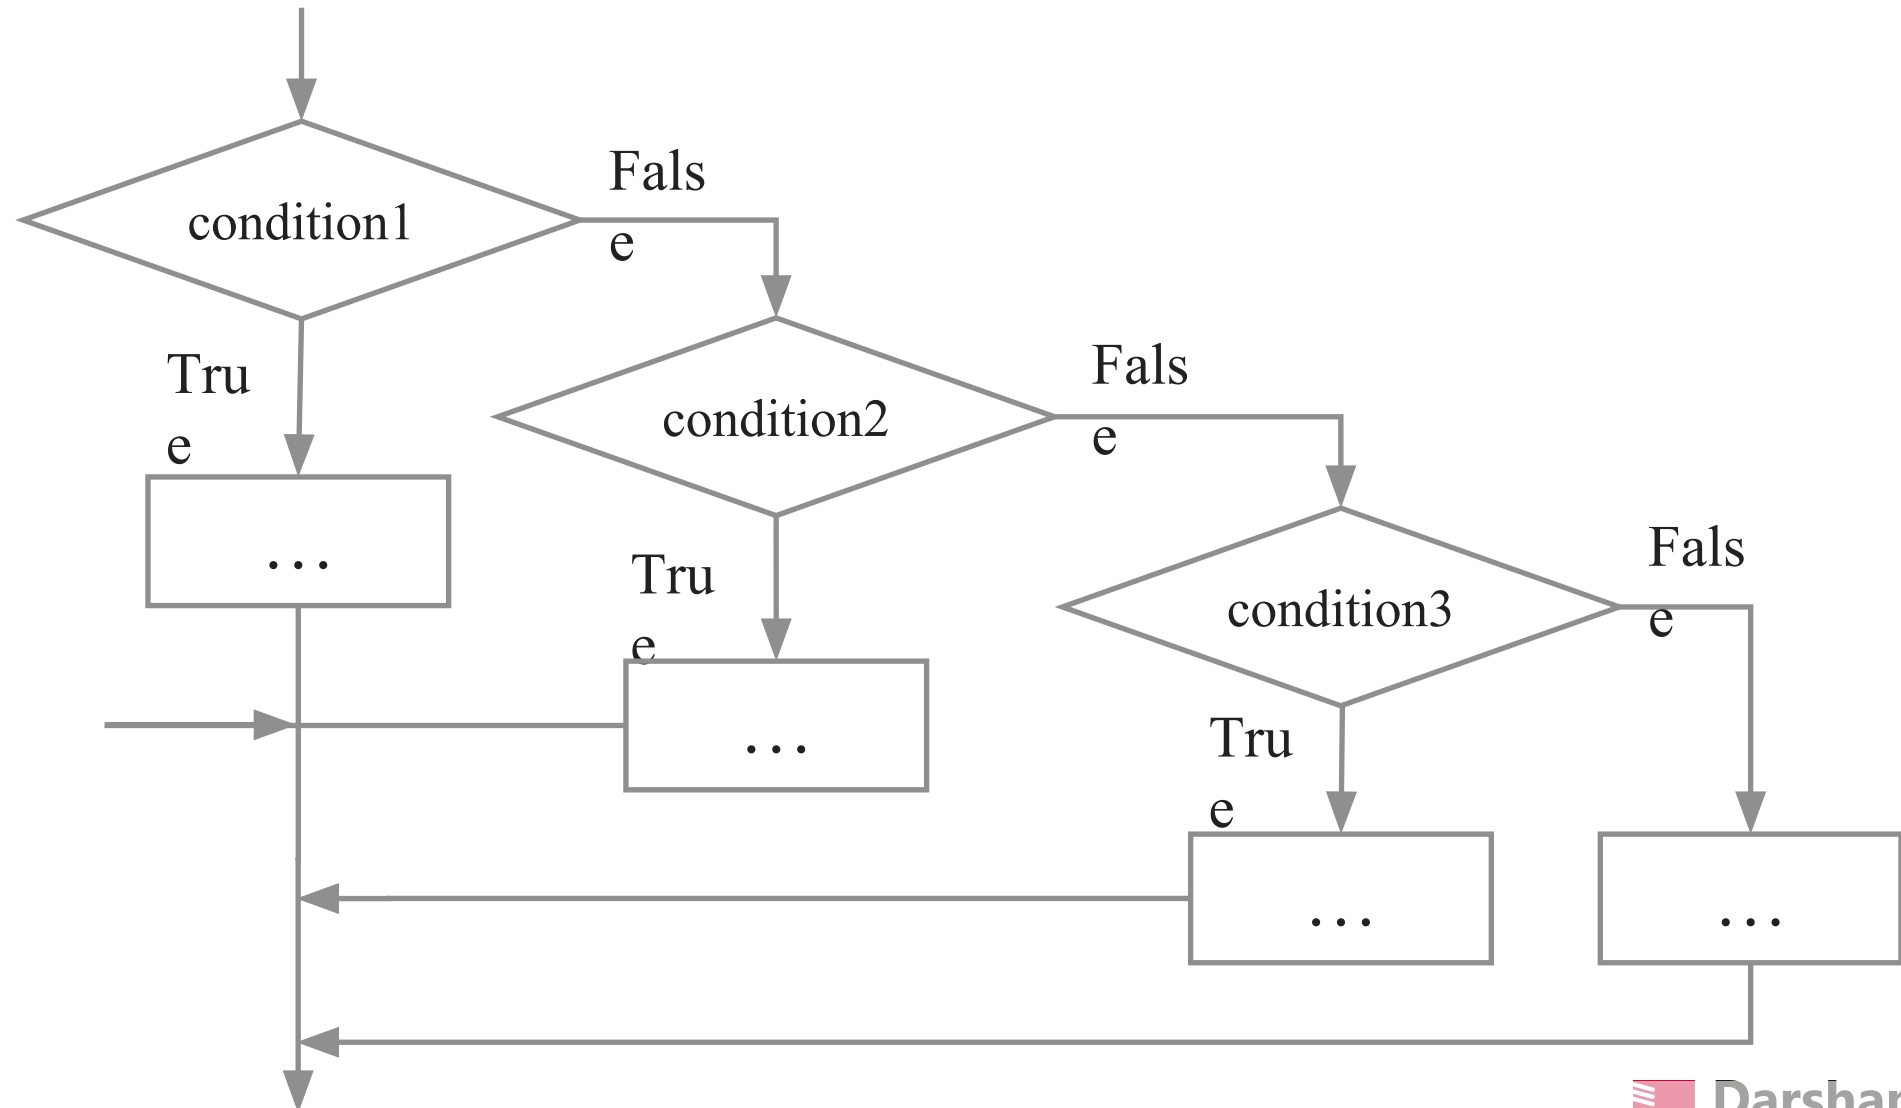 Fals
e
condition1
Tru
e
Fals
e
condition2
...
Fals
e
Tru
e
condition3
...
Tru
e
...
...